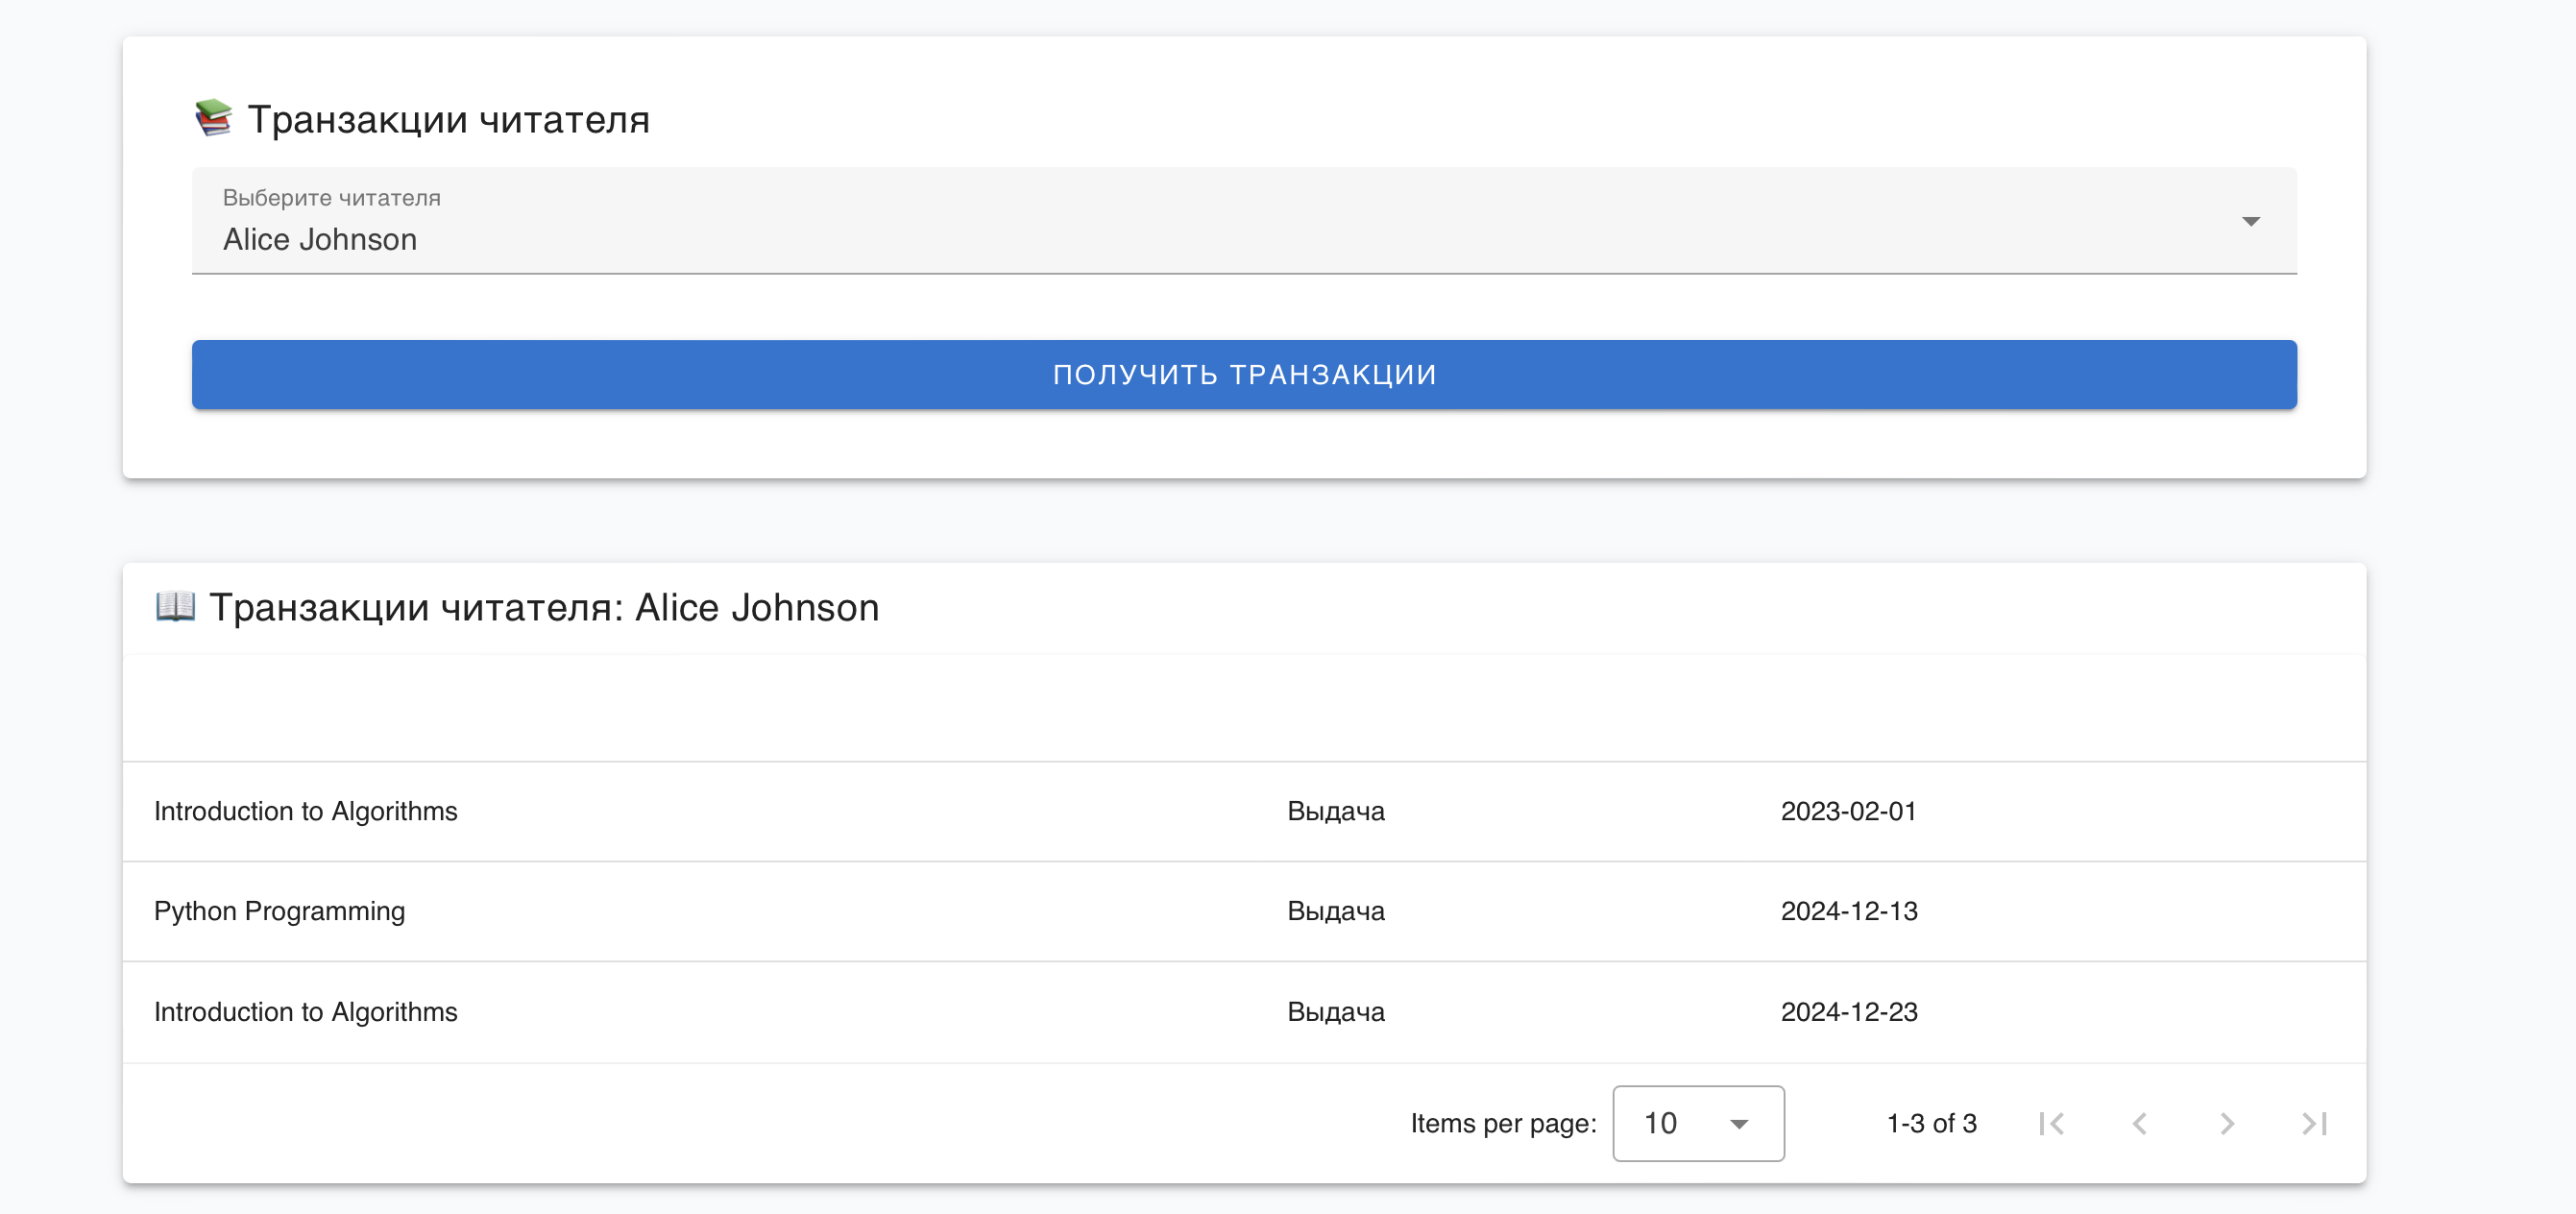 Транзакции читателя
Выберите читателя
Alice Johnson
ПОЛУЧИТЬ ТРАНЗАКЦИИ
Транзакции читателя: Alice Johnson
Introduction to Algorithms Выдача 2023-02-01
Python Programming Выдача 2024-12-13
Introduction to Algorithms Выдача 2024-12-23
Items per page: 10 1-3 of 3